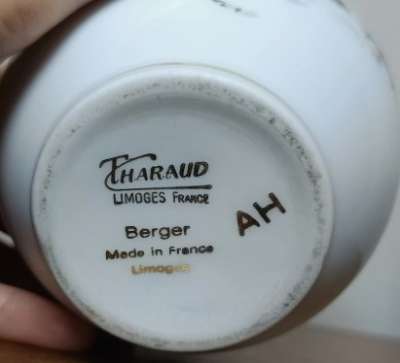 THARAUD
LIMOGES FRANCE
AH
Berger
Made in France
Limoges